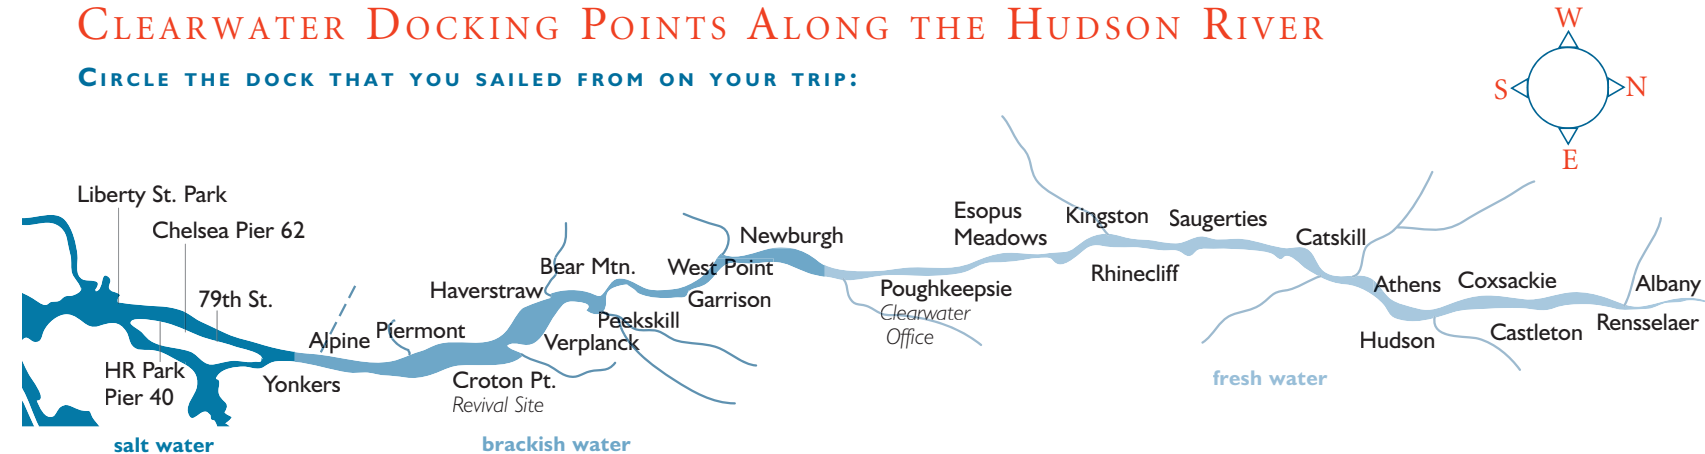 CLEARWATER DOCKING POINTS ALONG THE HUDSON RIVER
CIRCLE THE DOCK THAT YOU SAILED FROM ON YOUR TRIP:
W
S
N
E
Liberty St. Park
Chelsea Pier 62
79th St.
HR Park
Pier 40
Yonkers
Alpine
Piermont
Haverstraw
Croton Pt.
Revival Site
Bear Mtn.
Verplanck
Peekskill
West Point
Garrison
Newburgh
Poughkeepsie
Clearwater
Office
Esopus
Meadows
Kingston
Rhinecliff
Saugerties
Catskill
Athens
Hudson
Coxsackie
Castleton
Albany
Rensselaer
salt water
brackish water
fresh water